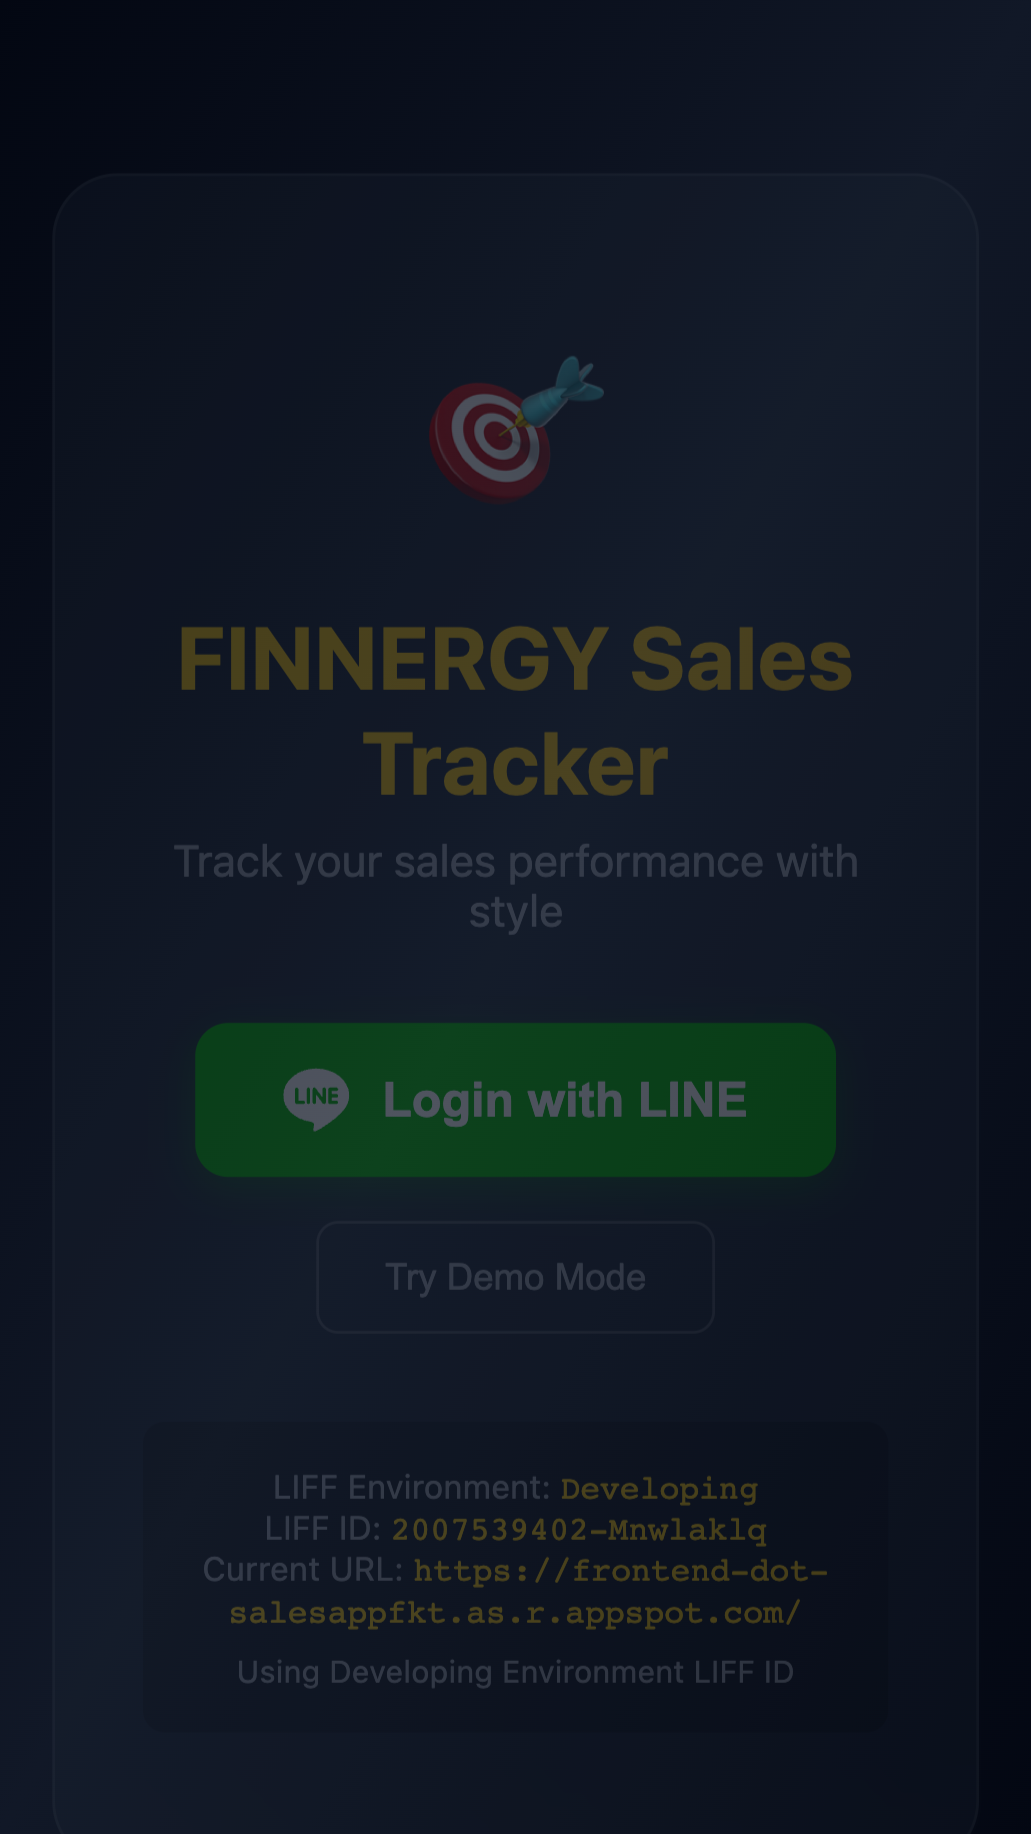 FINNERGY Sales
Tracker
Track your sales performance with
style
LINE Login with LINE
Try Demo Mode
LIFF Environment: Developing
LIFF ID: 2007539402-Mnwlaklq
Current URL: https://frontend-dot-
salesappfkt.as.r.appspot.com/
Using Developing Environment LIFF ID